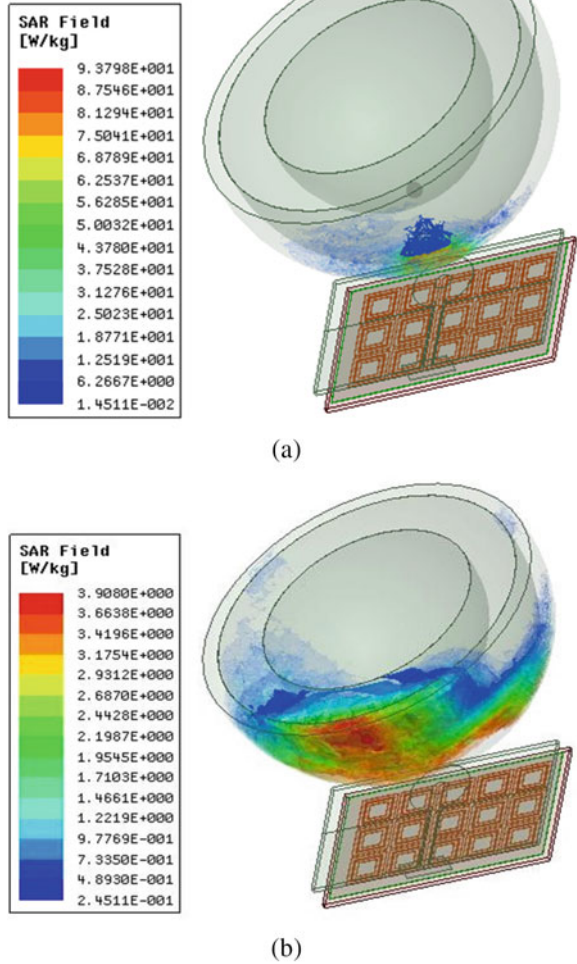 SAR Field
[W/kg]
9.3798E+001
8.7546E+001
8.1294E+001
7.5041E+001
6.8789E+001
6.2537E+001
5.6285E+001
5.0032E+001
4.3780E+001
3.7528E+001
3.1276E+001
2.5023E+001
1.8771E+001
1.2519E+001
6.2667E+000
1.4511E-002
(a)
SAR Field
[W/kg]
3.9080E+000
3.6638E+000
3.4196E+000
3.1754E+000
2.9312E+000
2.6870E+000
2.4428E+000
2.1987E+000
1.9545E+000
1.7103E+000
1.4661E+000
1.2219E+000
9.7769E-001
7.3350E-001
4.8930E-001
2.4511E-001
(b)